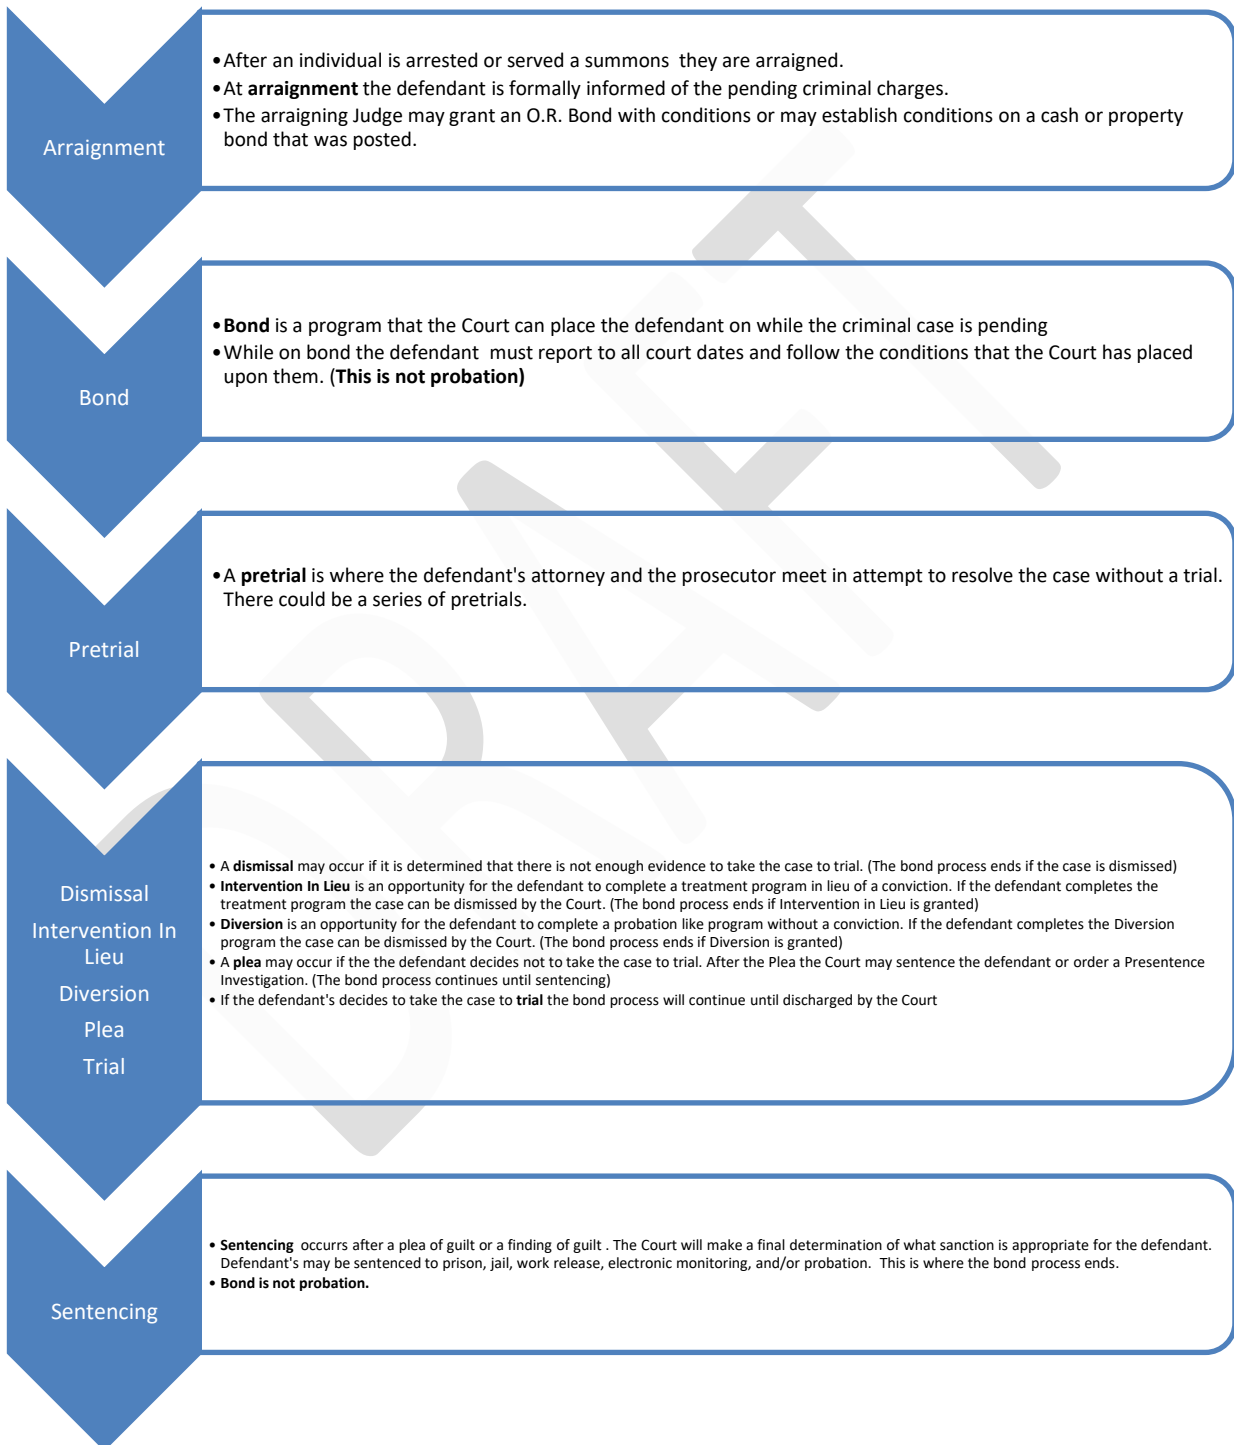 Arraignment
•After an individual is arrested or served a summons  they are arraigned.
•At arraignment the defendant is formally informed of the pending criminal charges.
•The arraigning Judge may grant an O.R. Bond with conditions or may establish conditions on a cash or property
bond that was posted.
Bond
•Bond is a program that the Court can place the defendant on while the criminal case is pending
•While on bond the defendant  must report to all court dates and follow the conditions that the Court has placed
upon them. (This is not probation)
Pretrial
•A pretrial is where the defendant's attorney and the prosecutor meet in attempt to resolve the case without a trial.
There could be a series of pretrials.
Dismissal
Intervention In
Lieu
Diversion
Plea
Trial
• A dismissal may occur if it is determined that there is not enough evidence to take the case to trial. (The bond process ends if the case is dismissed)
• Intervention In Lieu is an opportunity for the defendant to complete a treatment program in lieu of a conviction. If the defendant completes the
treatment program the case can be dismissed by the Court. (The bond process ends if Intervention in Lieu is granted)
• Diversion is an opportunity for the defendant to complete a probation like program without a conviction. If the defendant completes the Diversion
program the case can be dismissed by the Court. (The bond process ends if Diversion is granted)
• A plea may occur if the the defendant decides not to take the case to trial. After the Plea the Court may sentence the defendant or order a Presentence
Investigation. (The bond process continues until sentencing)
• If the defendant's decides to take the case to trial the bond process will continue until discharged by the Court
Sentencing
• Sentencing  occurrs after a plea of guilt or a finding of guilt . The Court will make a final determination of what sanction is appropriate for the defendant.
Defendant's may be sentenced to prison, jail, work release, electronic monitoring, and/or probation.  This is where the bond process ends.
• Bond is not probation.
DRAFT